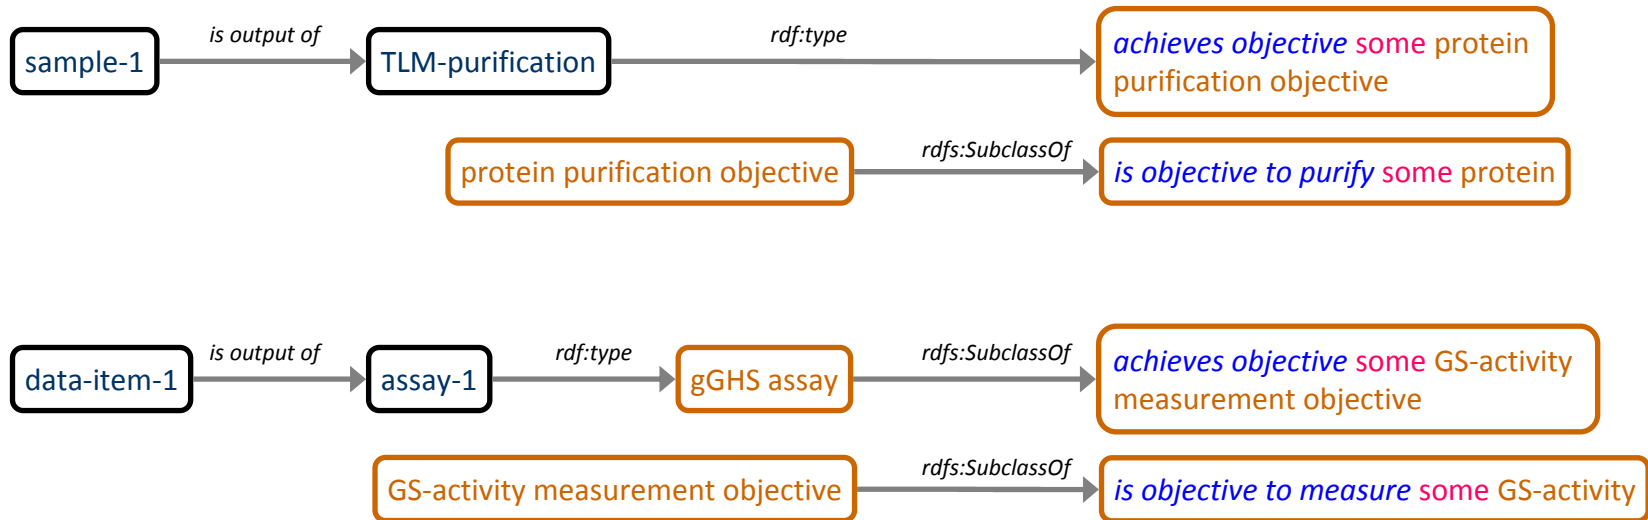 is output of
rdf:type
sample-1
TLM-purification
achieves objective some protein
purification objective
rdfs:SubclassOf
protein purification objective
is objective to purify some protein
is output of
rdf:type
rdfs:SubclassOf
data-item-1
assay-1
gGHS assay
achieves objective some GS-activity
measurement objective
rdfs:SubclassOf
GS-activity measurement objective
is objective to measure some GS-activity